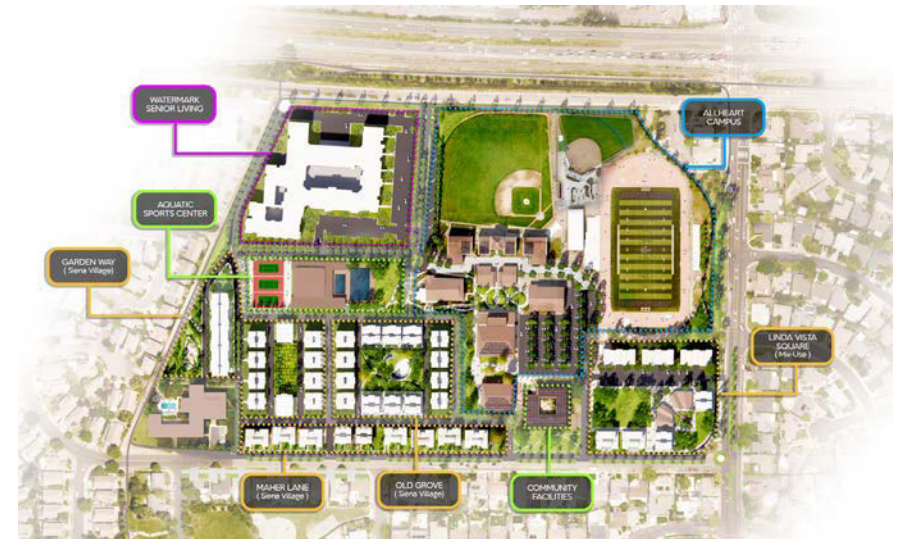 WATERMARK
SENIOR LIVING
ALLHEART
CAMPUS
AQUATIC
SPORTS CENTER
GARDEN WAY
( Siena Village)
LINDA VISTA
SQUARE
( Mix-Use )
MAHER LANE
( Siena Village )
OLD GROVE
( Siena Village)
COMMUNITY
FACILITIES